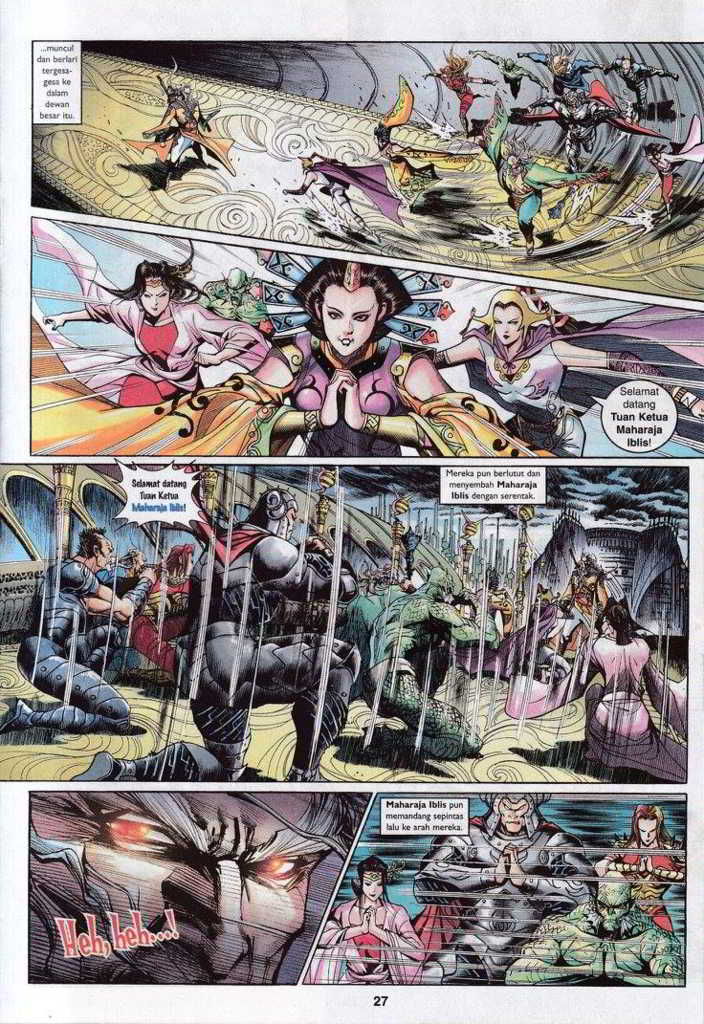 ...muncul
dan berlari
tergesa-
gesa ke
dalam
dewan
besar itu.
Selamat
datang
Tuan Ketua
Maharaja
Iblis!
Selamat datang
Tuan Ketua
Maharaja Iblis!
Mereka pun berlutut dan
menyembah Maharaja
Iblis dengan serentak.
Heh, heh...!
Maharaja Iblis pun
memandang sepintas
lalu ke arah mereka.
27